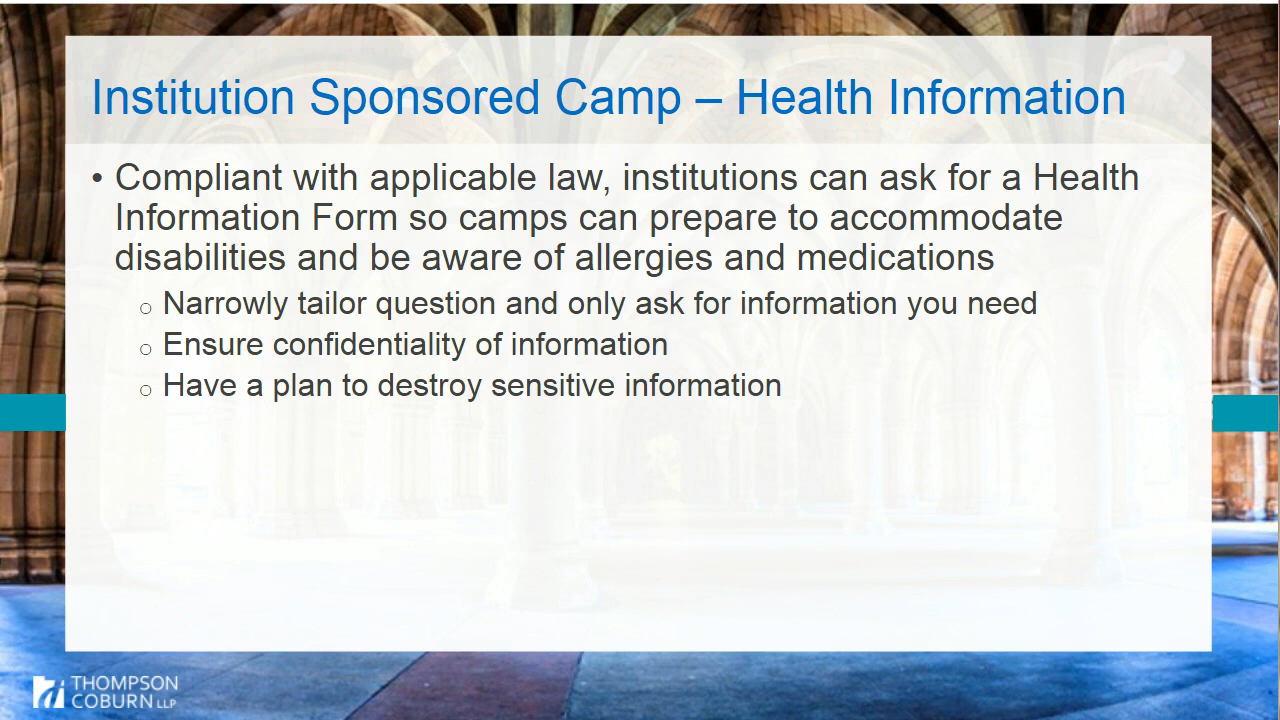 Institution Sponsored Camp – Health Information
• Compliant with applicable law, institutions can ask for a Health
Information Form so camps can prepare to accommodate
disabilities and be aware of allergies and medications
o Narrowly tailor question and only ask for information you need
o Ensure confidentiality of information
o Have a plan to destroy sensitive information
THOMPSON
COBURN LLP